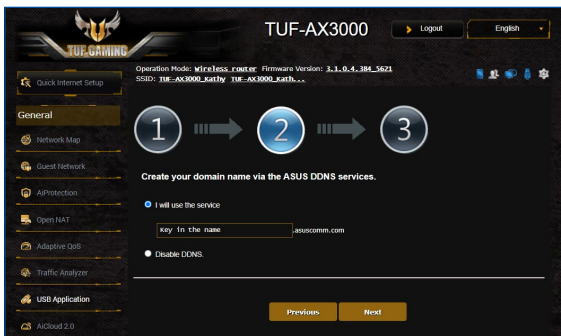 TUF-AX3000
Logout
English
TUF GAMING
Operation Mode: Wireless router Firmware Version: 3.1.0.4.384_5621
SSID: TUF-AX3000_Kathy TUF-AX3000_Kath...
Quick Internet Setup
General
Network Map
Guest Network
AiProtection
Open NAT
Adaptive QoS
Traffic Analyzer
USB Application
AiCloud 2.0
1
2
3
Create your domain name via the ASUS DDNS services.
I will use the service
Key in the name .asuscomm.com
Disable DDNS.
Previous
Next